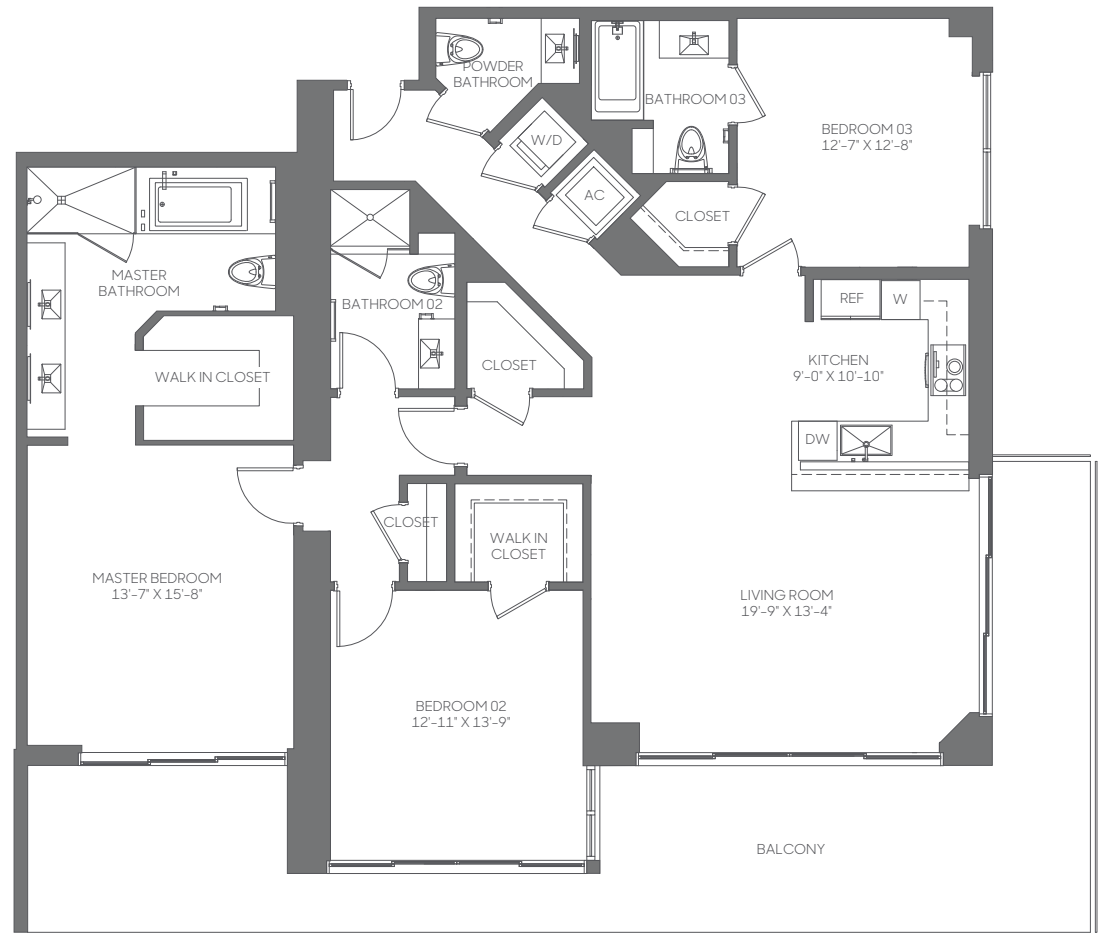 POWDER
BATHROOM
BATHROOM 03
BEDROOM 03
12'-7" X 12'-8"
W/D
AC
CLOSET
MASTER
BATHROOM
BATHROOM 02
REF
W
WALK IN CLOSET
CLOSET
KITCHEN
9'-0" X 10'-10"
DW
CLOSET
WALK IN
CLOSET
MASTER BEDROOM
13'-7" X 15'-8"
LIVING ROOM
19'-9" X 13'-4"
BEDROOM 02
12'-11" X 13'-9"
BALCONY